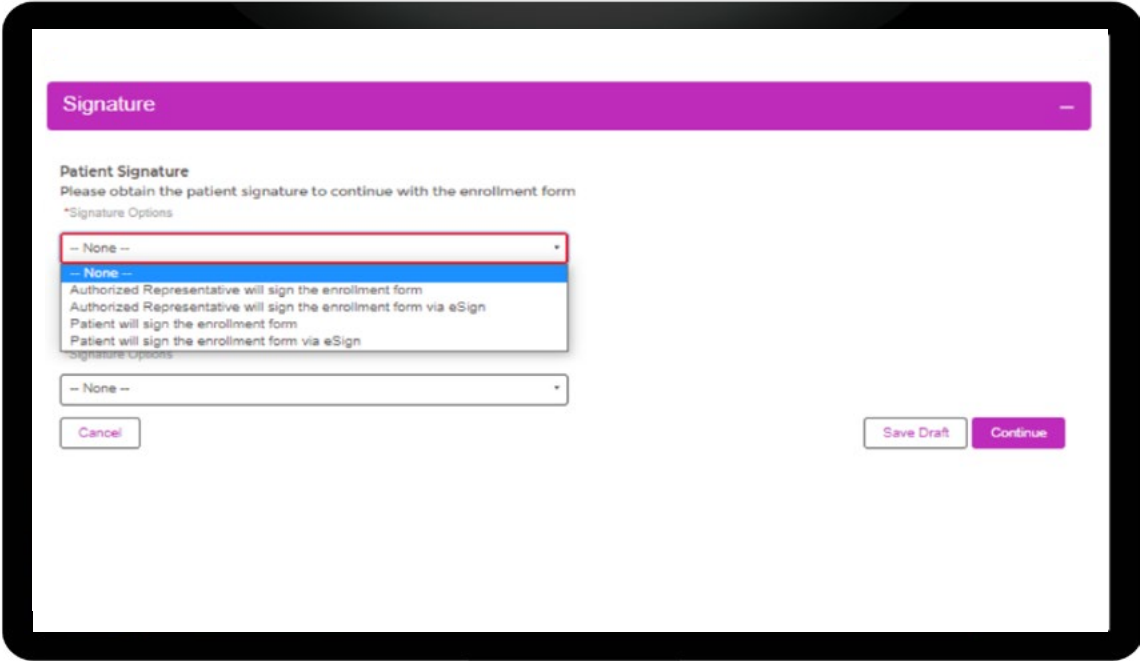 Signature
Patient Signature
Please obtain the patient signature to continue with the enrollment form
*Signature Options
-- None --
-- None --
Authorized Representative will sign the enrollment form
Authorized Representative will sign the enrollment form via eSign
Patient will sign the enrollment form
Patient will sign the enrollment form via eSign
*Signature Options
-- None --
Cancel
Save Draft
Continue